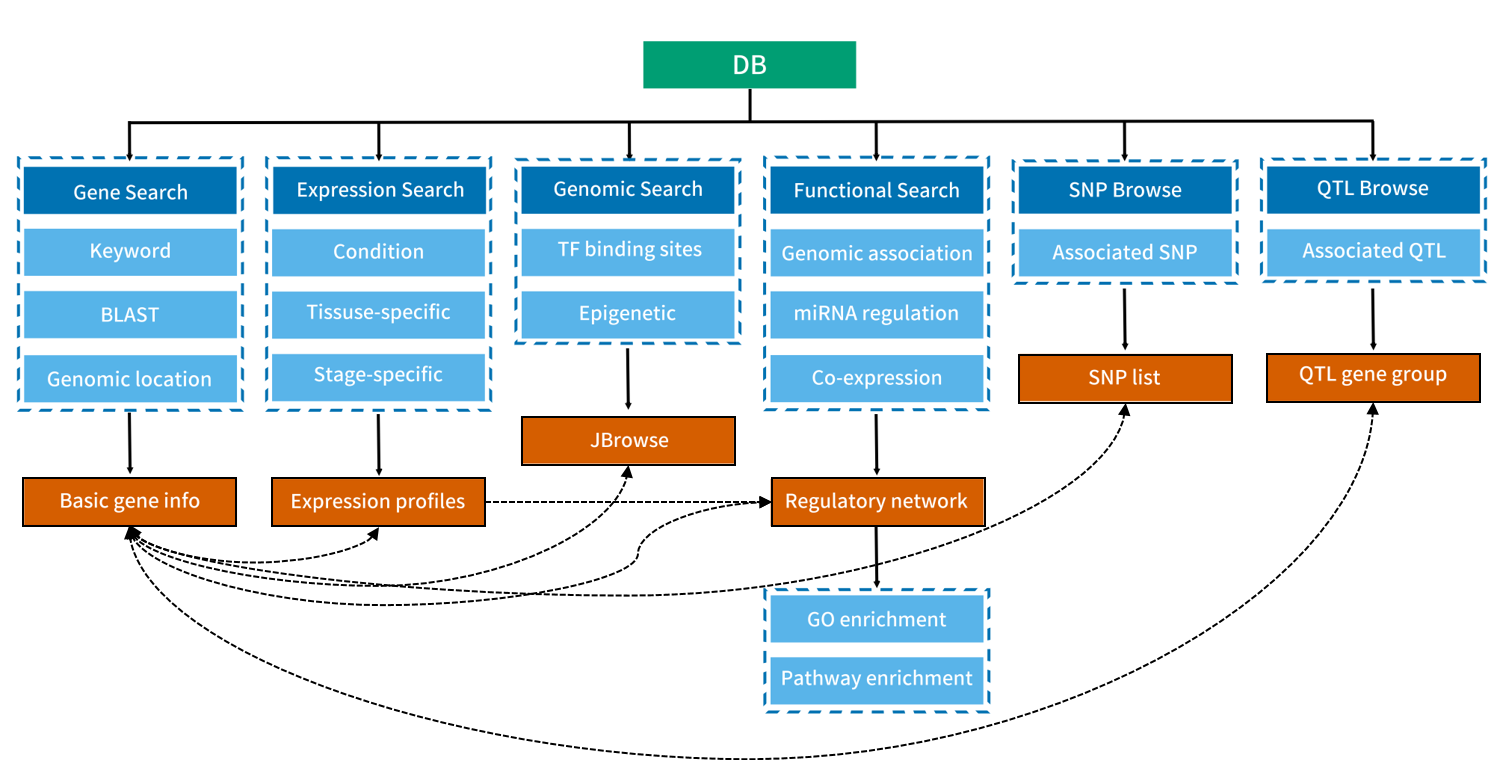 DB
Gene Search
Keyword
BLAST
Genomic location
Basic gene info
Expression Search
Condition
Tissuse-specific
Stage-specific
Expression profiles
Genomic Search
TF binding sites
Epigenetic
JBrowse
Functional Search
Genomic association
miRNA regulation
Co-expression
Regulatory network
GO enrichment
Pathway enrichment
SNP Browse
Associated SNP
SNP list
QTL Browse
Associated QTL
QTL gene group